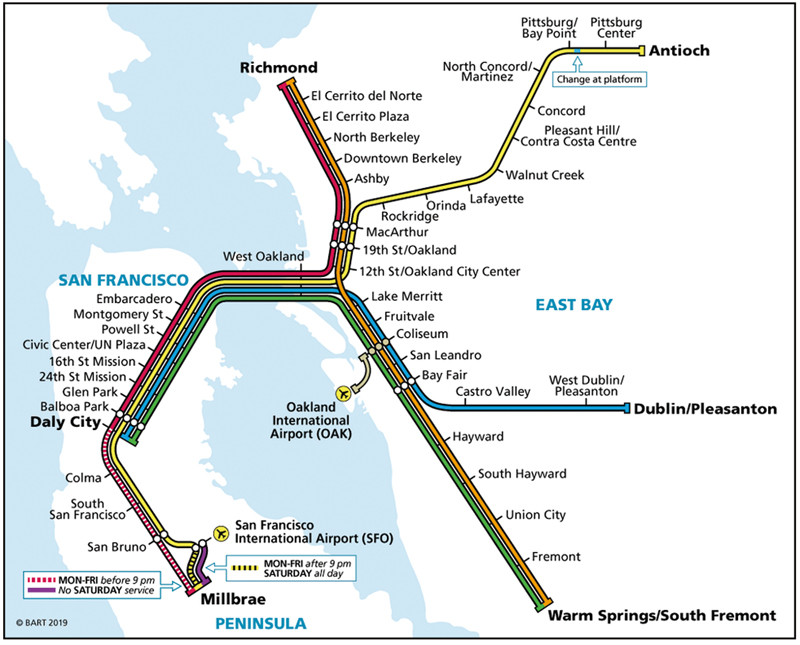 Pittsburg/
Bay Point
Pittsburg
Center
Antioch
North Concord/
Martinez
Change at platform
Richmond
El Cerrito del Norte
El Cerrito Plaza
North Berkeley
Downtown Berkeley
Ashby
Concord
Pleasant Hill/
Contra Costa Centre
Walnut Creek
Lafayette
Orinda
Rockridge
MacArthur
19th St/Oakland
12th St/Oakland City Center
West Oakland
SAN FRANCISCO
Embarcadero
Montgomery St
Powell St
Civic Center/UN Plaza
16th St Mission
24th St Mission
Glen Park
Balboa Park
Daly City
EAST BAY
Lake Merritt
Fruitvale
Coliseum
San Leandro
Bay Fair
Castro Valley
West Dublin/
Pleasanton
Dublin/Pleasanton
Oakland
International
Airport (OAK)
Hayward
South Hayward
Union City
Fremont
Warm Springs/South Fremont
Colma
South
San Francisco
San Bruno
San Francisco
International Airport (SFO)
MON-FRI after 9 pm
SATURDAY all day
MON-FRI before 9 pm
No SATURDAY service
Millbrae
PENINSULA
© BART 2019